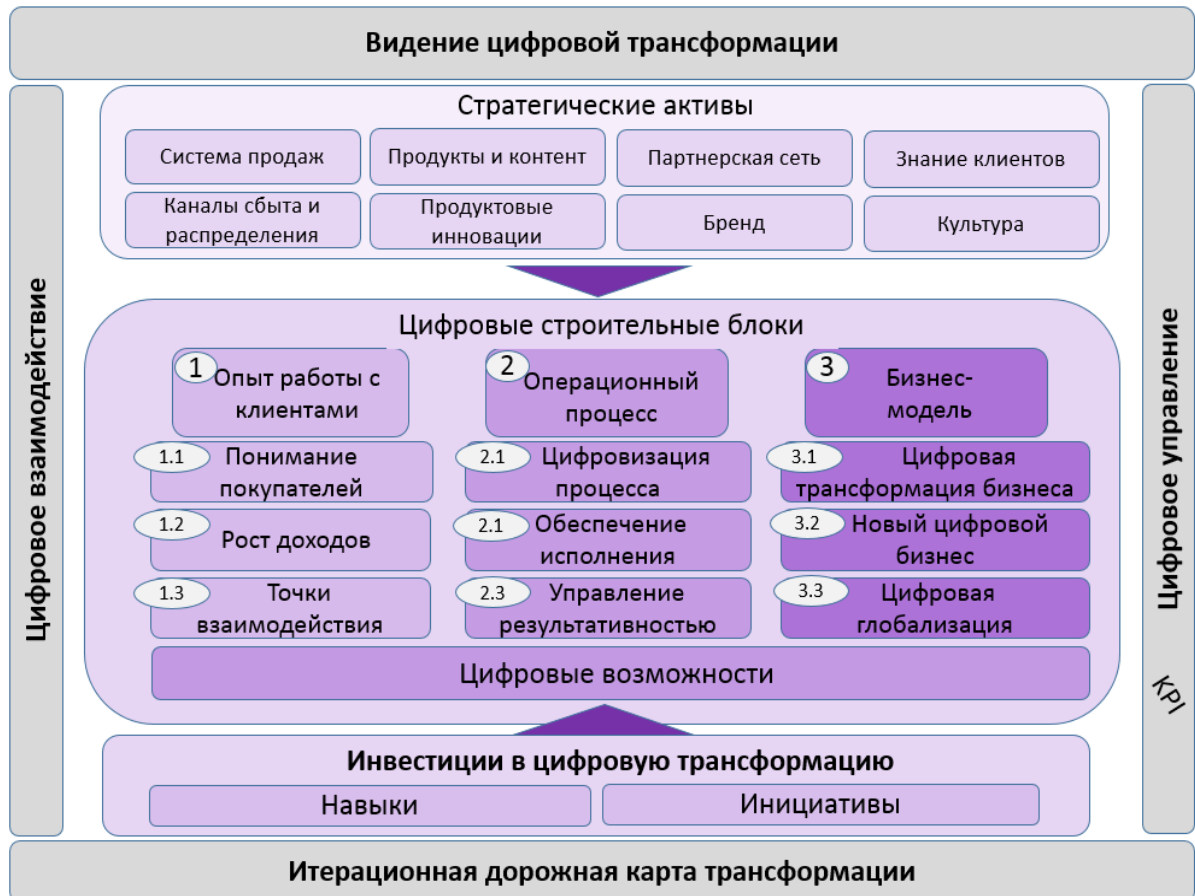 Видение цифровой трансформации
Цифровое взаимодействие
Стратегические активы
Система продаж
Продукты и контент
Партнерская сеть
Знание клиентов
Каналы сбыта и
распределения
Продуктовые
инновации
Бренд
Культура
Цифровые строительные блоки
1
Опыт работы с
клиентами
2
Операционный
процесс
3
Бизнес-
модель
1.1
Понимание
покупателей
2.1
Цифровизация
процесса
3.1
Цифровая
трансформация бизнеса
1.2
Рост доходов
2.1
Обеспечение
исполнения
3.2
Новый цифровой
бизнес
1.3
Точки
взаимодействия
2.3
Управление
результативностью
3.3
Цифровая
глобализация
Цифровые возможности
Инвестиции в цифровую трансформацию
Навыки
Инициативы
Цифровое управление
KPI
Итерационная дорожная карта трансформации